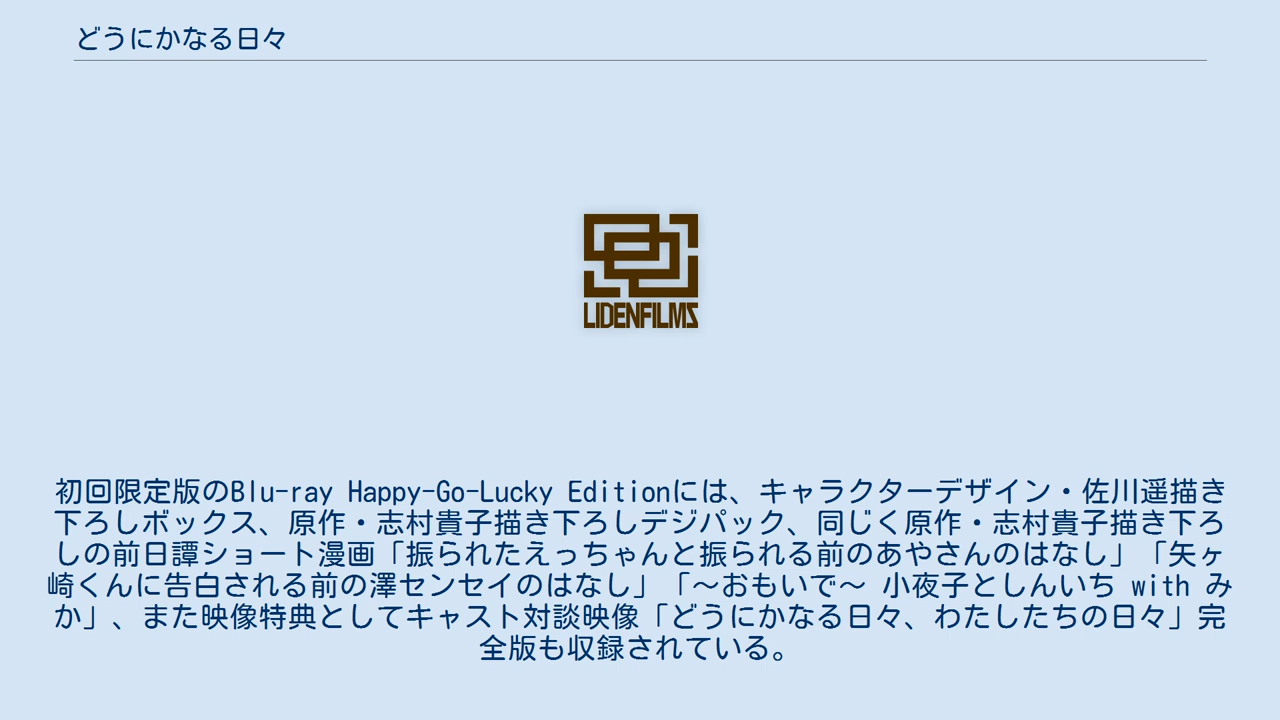 どうにかなる日々
LIDENFILMS
初回限定版のBlu-ray Happy-Go-Lucky Editionには、キャラクターデザイン・佐川遥描き
下ろしボックス、原作・志村貴子描き下ろしデジパック、同じく原作・志村貴子描き下ろ
しの前日譚ショート漫画「振られたえっちゃんと振られる前のあやさんのはなし」「矢ヶ
崎くんに告白される前の澤センセイのはなし」「〜おもいで〜 小夜子としんいち with み
か」、また映像特典としてキャスト対談映像「どうにかなる日々、わたしたちの日々」完
全版も収録されている。